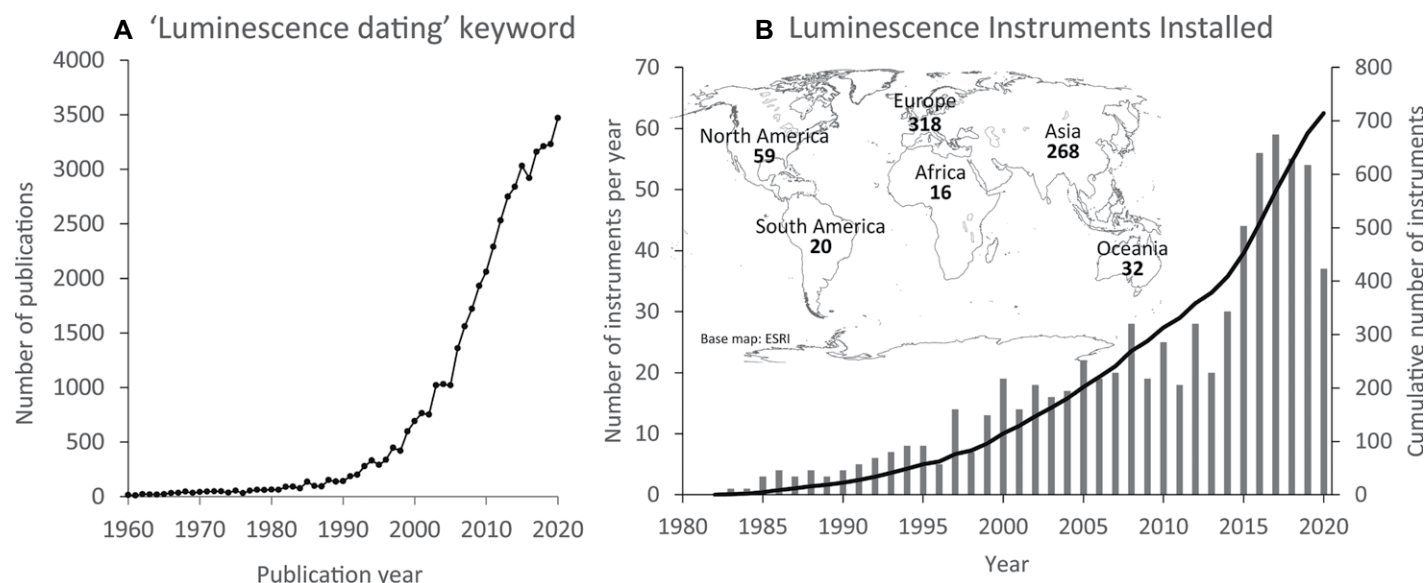 A 'Luminescence dating' keyword
4000
3500
3000
2500
2000
1500
1000
500
0
Number of publications
1960 1970 1980 1990 2000 2010 2020
Publication year
B Luminescence Instruments Installed
70
60
50
40
30
20
10
0
Number of instruments per year
Europe
318
North America
59
Asia
268
Africa
16
South America
20
Oceania
32
Base map: ESRI
800
700
600
500
400
300
200
100
0
Cumulative number of instruments
1980 1985 1990 1995 2000 2005 2010 2015 2020
Year